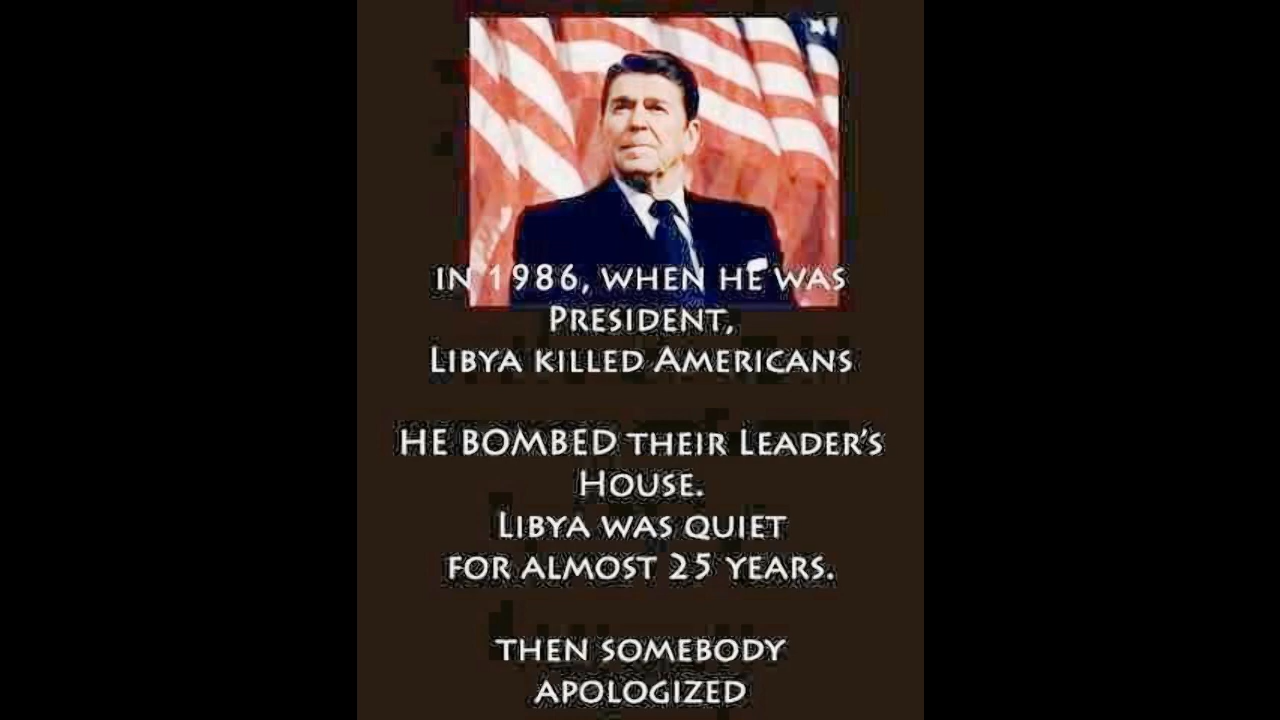 IN 1986, WHEN HE WAS
PRESIDENT,
LIBYA KILLED AMERICANS
HE BOMBED THEIR LEADER'S
HOUSE.
LIBYA WAS QUIET
FOR ALMOST 25 YEARS.
THEN SOMEBODY
APOLOGIZED